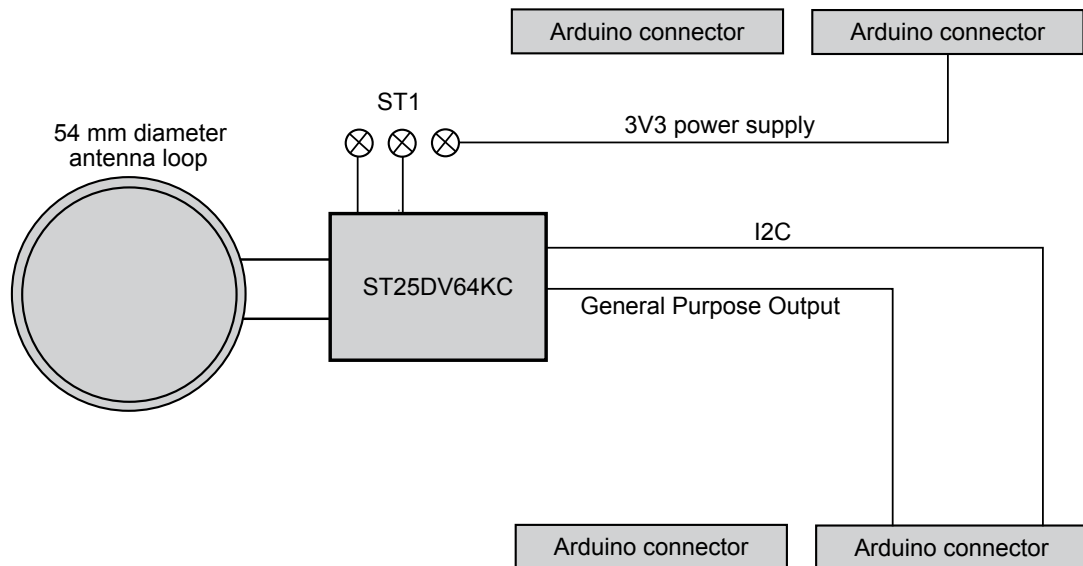 Arduino connector
Arduino connector
ST1
54 mm diameter
antenna loop
3V3 power supply
I2C
ST25DV64KC
General Purpose Output
Arduino connector
Arduino connector